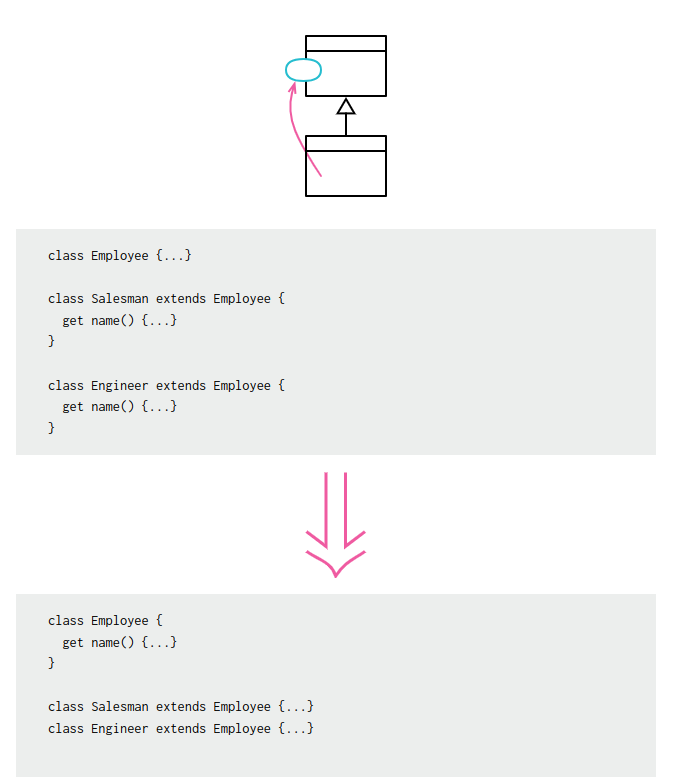 class Employee {...}
class Salesman extends Employee {
get name() {...}
}
class Engineer extends Employee {
get name() {...}
}
class Employee {
get name() {...}
}
class Salesman extends Employee {...}
class Engineer extends Employee {...}